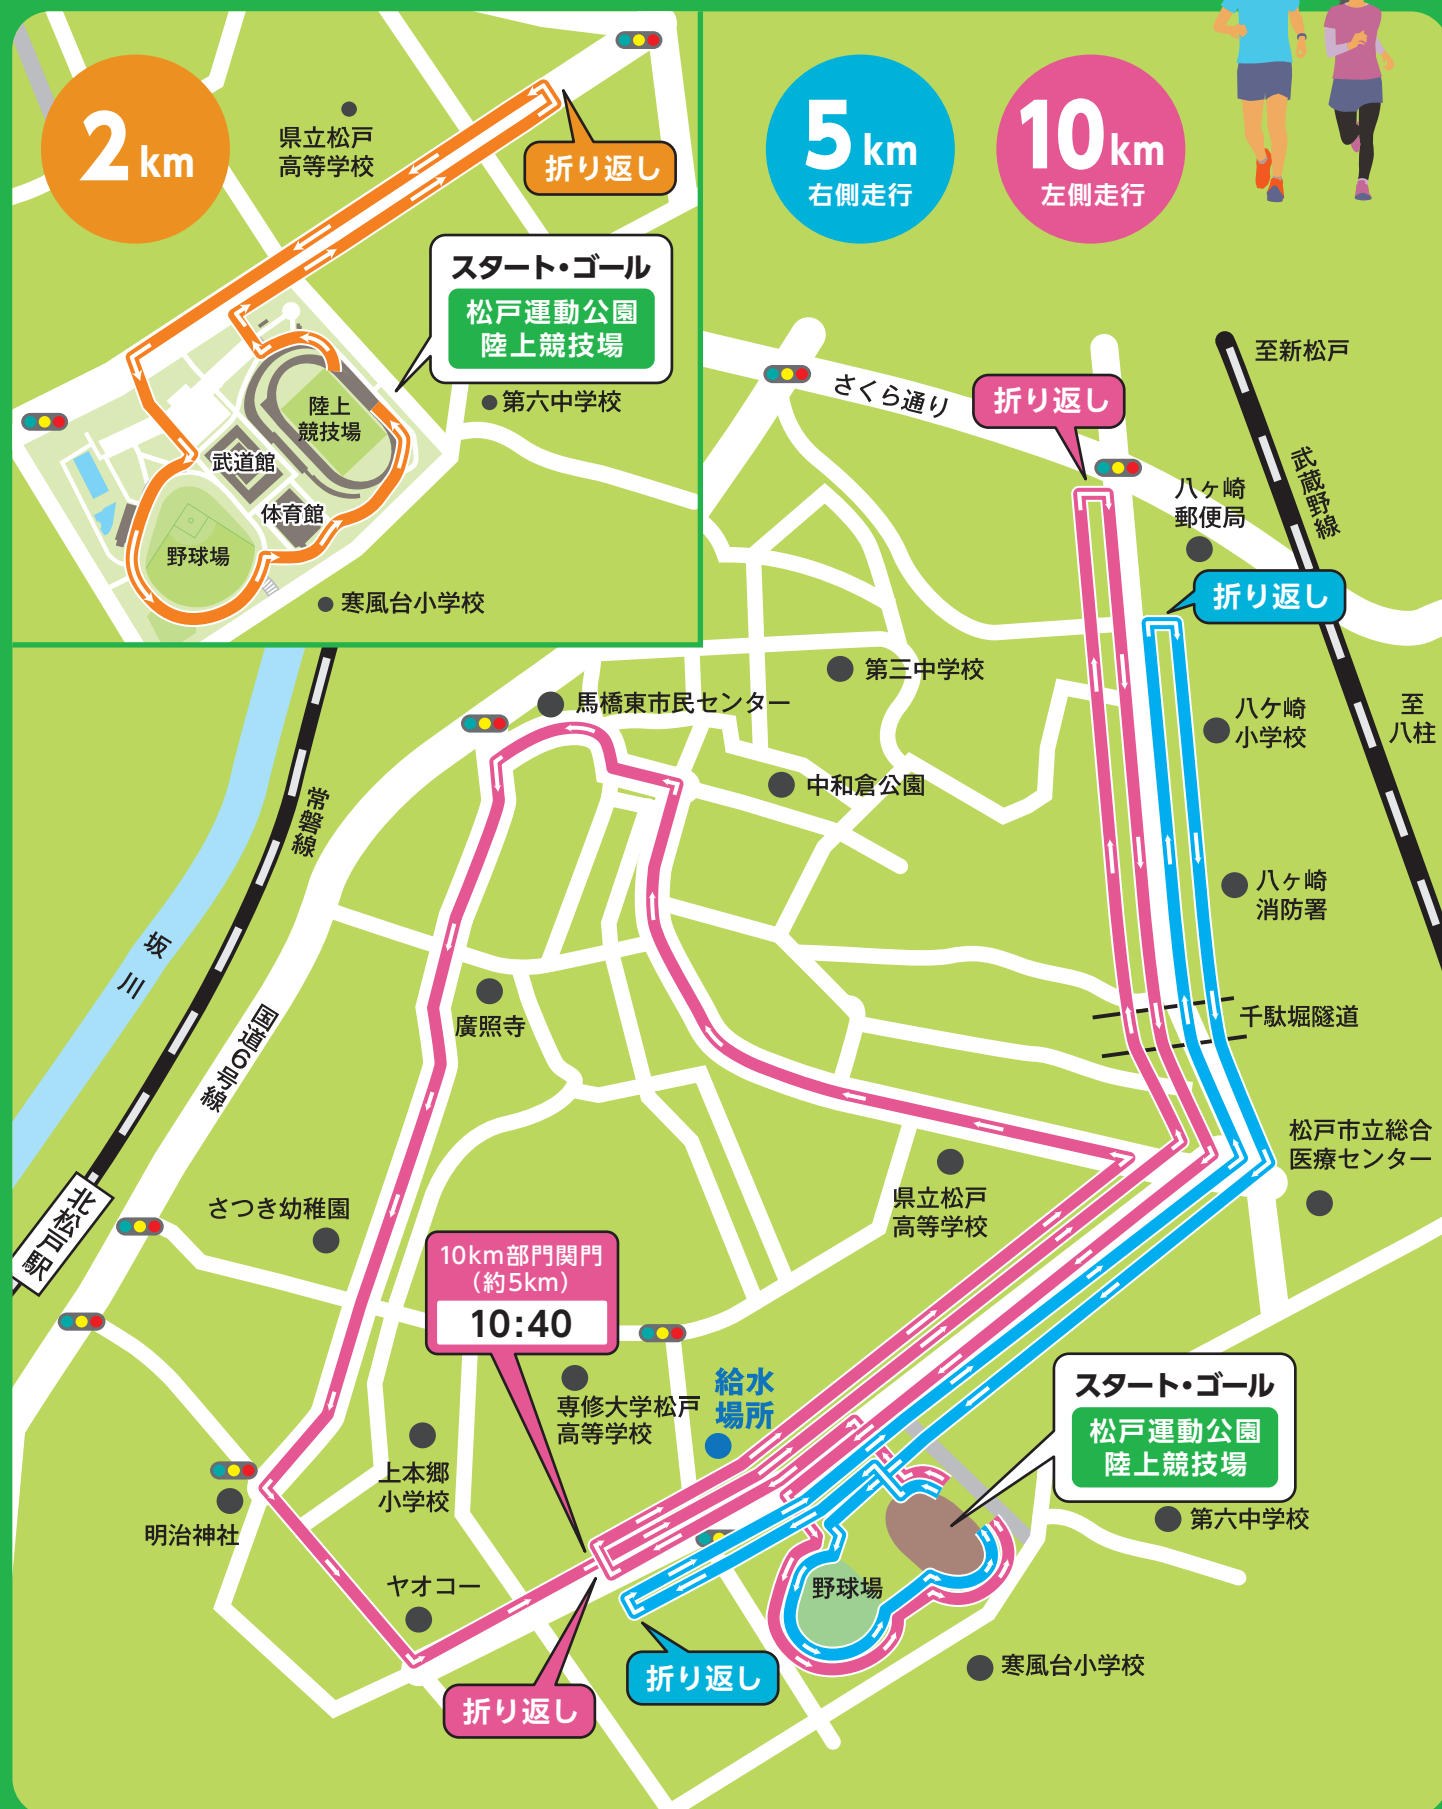 2km
県立松戸
高等学校
折り返し
スタート・ゴール
松戸運動公園
陸上競技場
第六中学校
陸上
競技場
武道館
体育館
野球場
寒風台小学校
5km
右側走行
10km
左側走行
さくら通り
折り返し
至新松戸
武蔵野線
八ヶ崎
郵便局
折り返し
第三中学校
馬橋東市民センター
八ケ崎
小学校
至
八柱
中和倉公園
常磐線
八ヶ崎
消防署
坂川
廣照寺
国道6号線
千駄堀隧道
松戸市立総合
医療センター
北松戸駅
さつき幼稚園
県立松戸
高等学校
10km部門関門
(約5km)
10:40
専修大学松戸
高等学校
給水
場所
スタート・ゴール
松戸運動公園
陸上競技場
上本郷
小学校
明治神社
第六中学校
ヤオコー
野球場
寒風台小学校
折り返し
折り返し